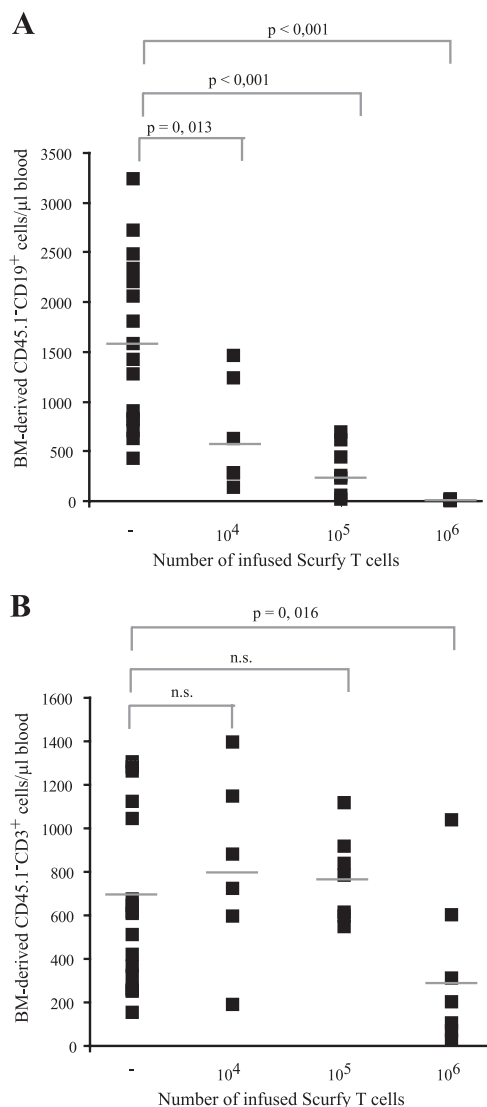 A
p < 0,001
p < 0,001
p = 0, 013
3500
3000
2500
2000
1500
1000
500
0
BM-derived CD45.1⁻CD19⁺ cells/µl blood
- 10⁴ 10⁵ 10⁶
Number of infused Scurfy T cells
B
p = 0, 016
n.s.
n.s.
1600
1400
1200
1000
800
600
400
200
0
BM-derived CD45.1⁻CD3⁺ cells/µl blood
- 10⁴ 10⁵ 10⁶
Number of infused Scurfy T cells